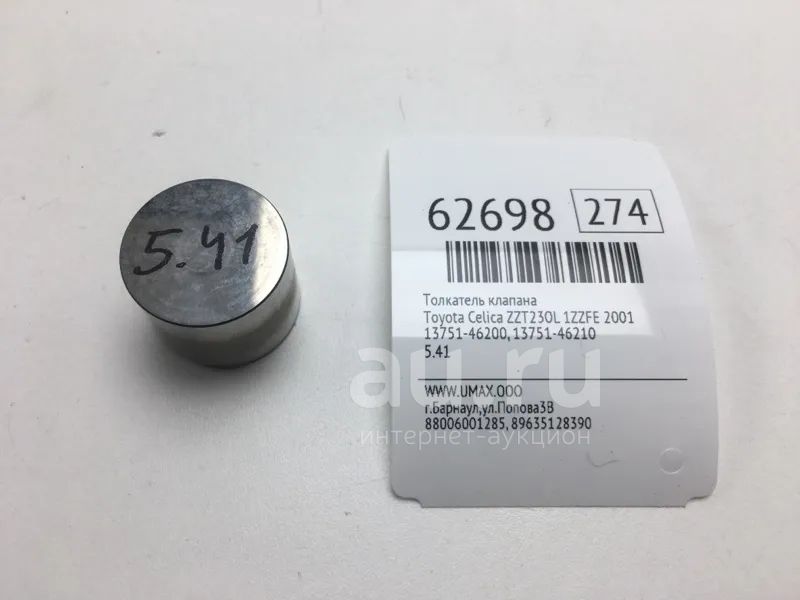 5.41
62698 274
Толкатель клапана
Toyota Celica ZZT230L 1ZZFE 2001
13751-46200, 13751-46210
5.41
WWW.UMAX.OOO
г.Барнаул,ул.Попова3В
88006001285, 89635128390
au.ru
интернет-аукцион